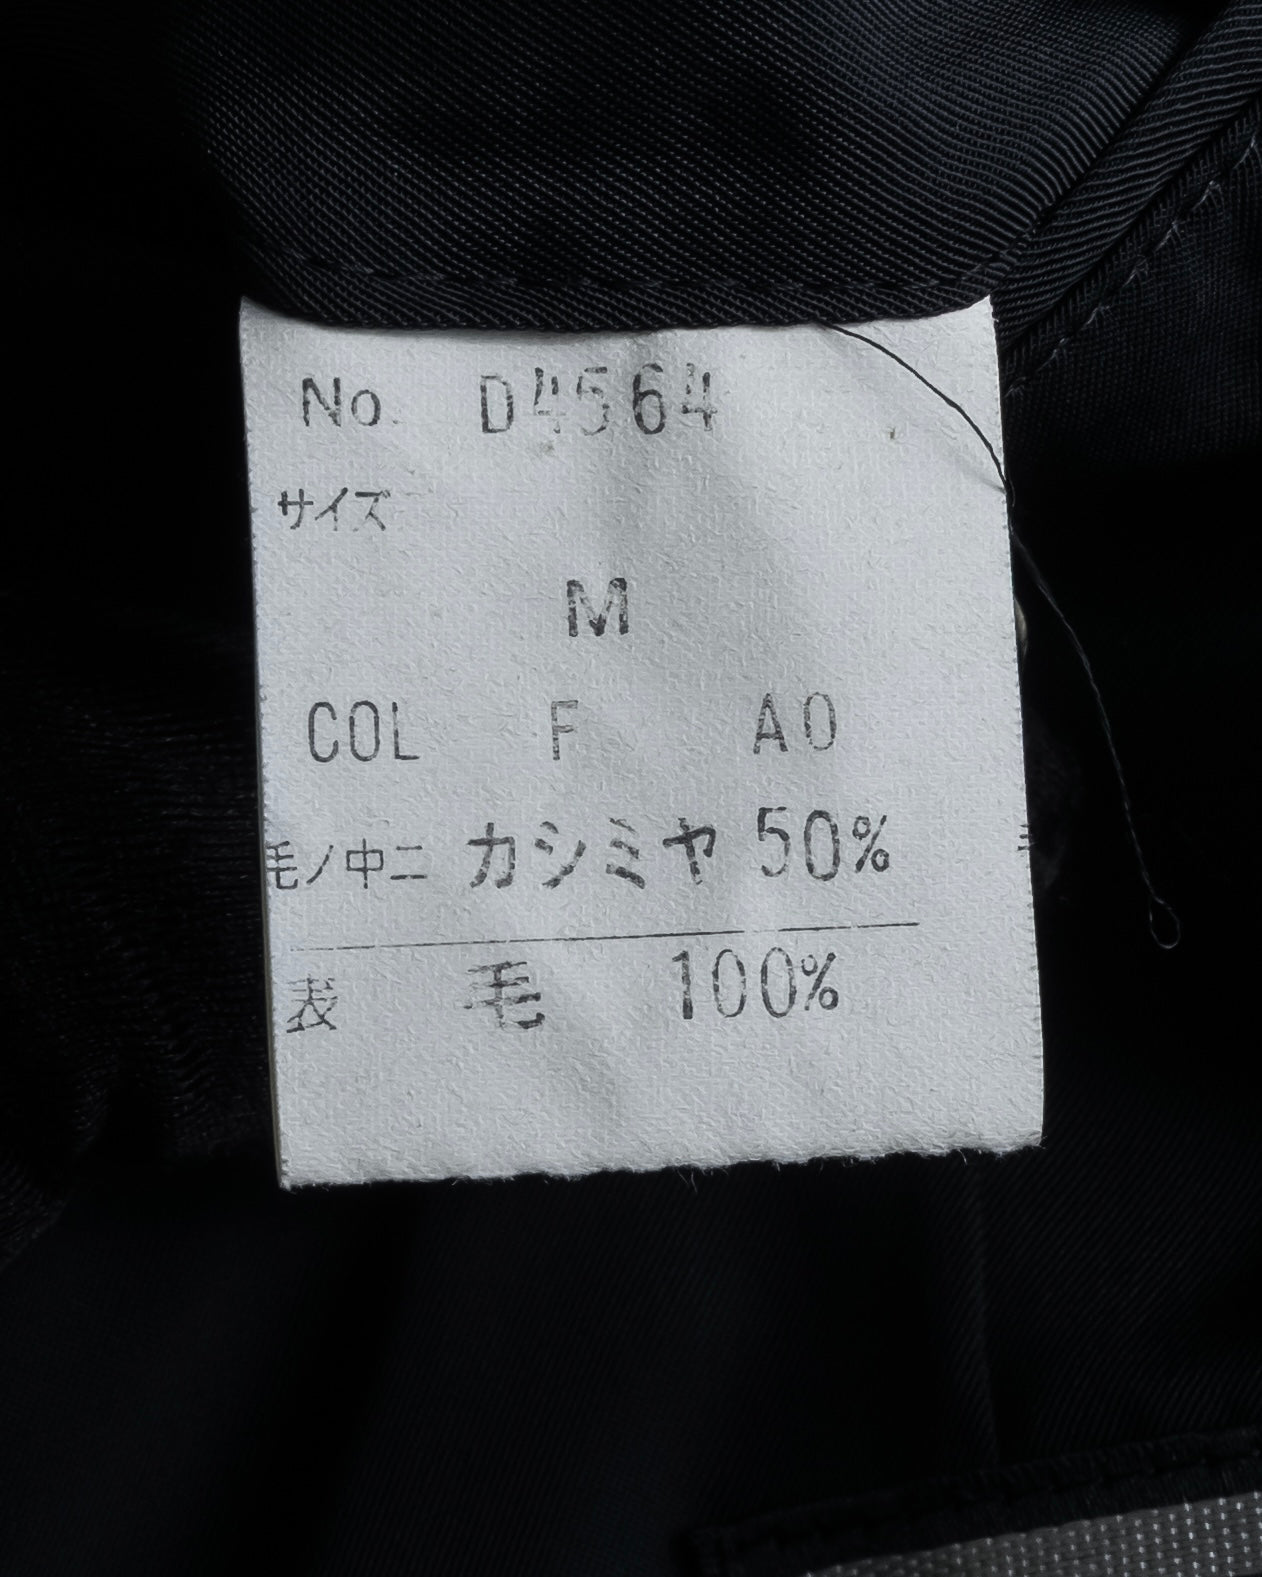 No. D4564
サイズ
M
COL F A0
毛ノ中ニ カシミヤ 50%
表 毛 100%